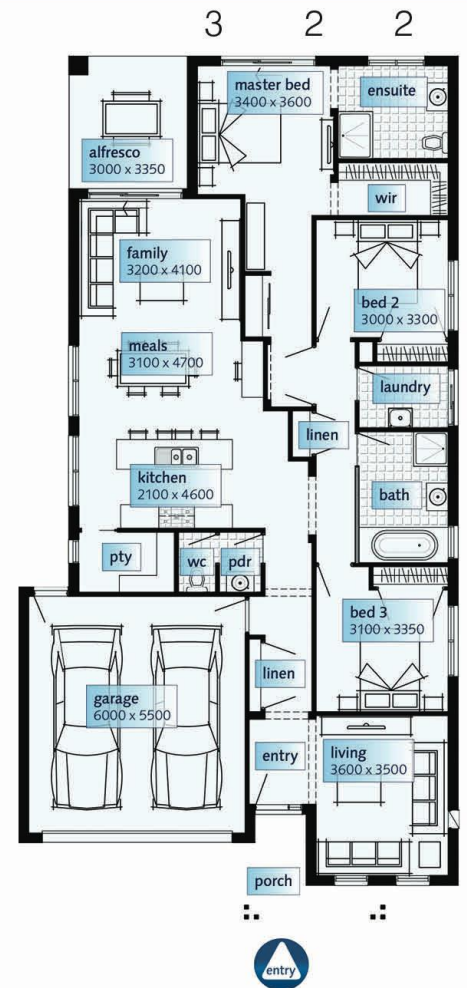 3 2 2
master bed
3400 x 3600
ensuite
alfresco
3000 x 3350
wir
family
3200 x 4100
bed 2
3000 x 3300
meals
3100 x 4700
laundry
linen
kitchen
2100 x 4600
bath
pty
wc
pdr
bed 3
3100 x 3350
linen
garage
6000 x 5500
entry
living
3600 x 3500
porch
entry